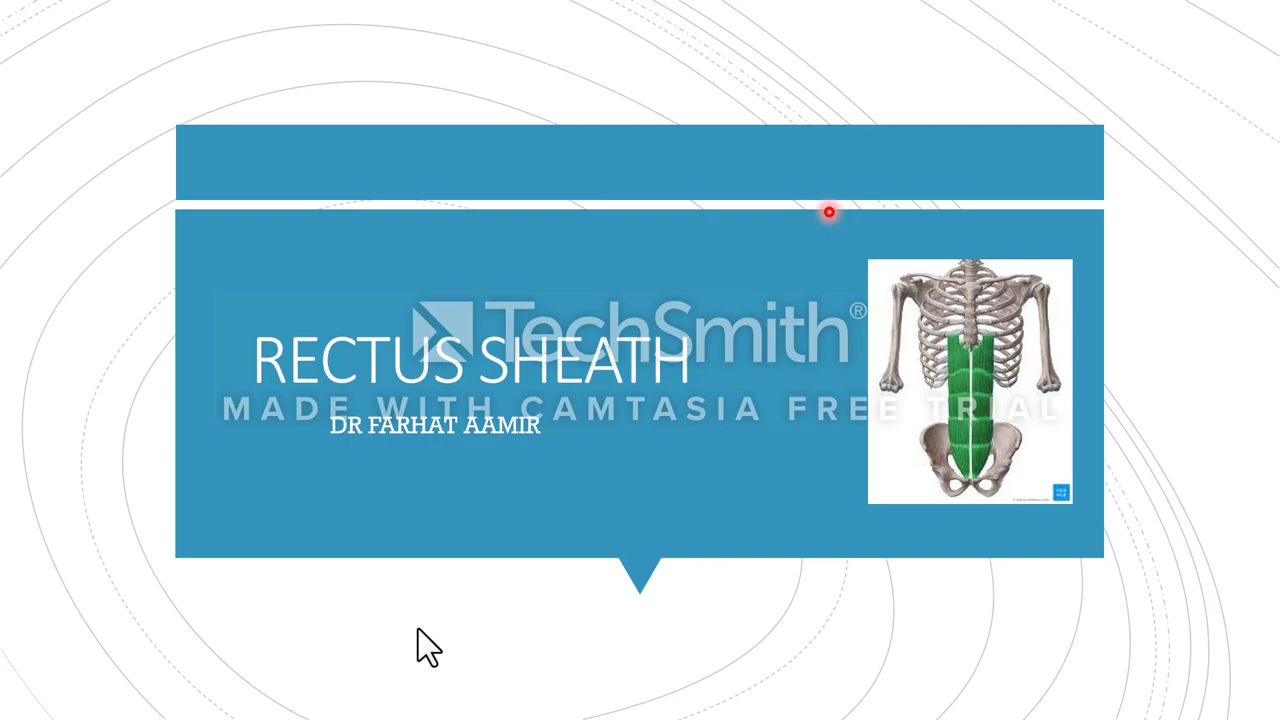 TechSmith®
RECTUS SHEATH
MADE WITH CAMTASIA FREE TRIAL
DR FARHAT AAMIR